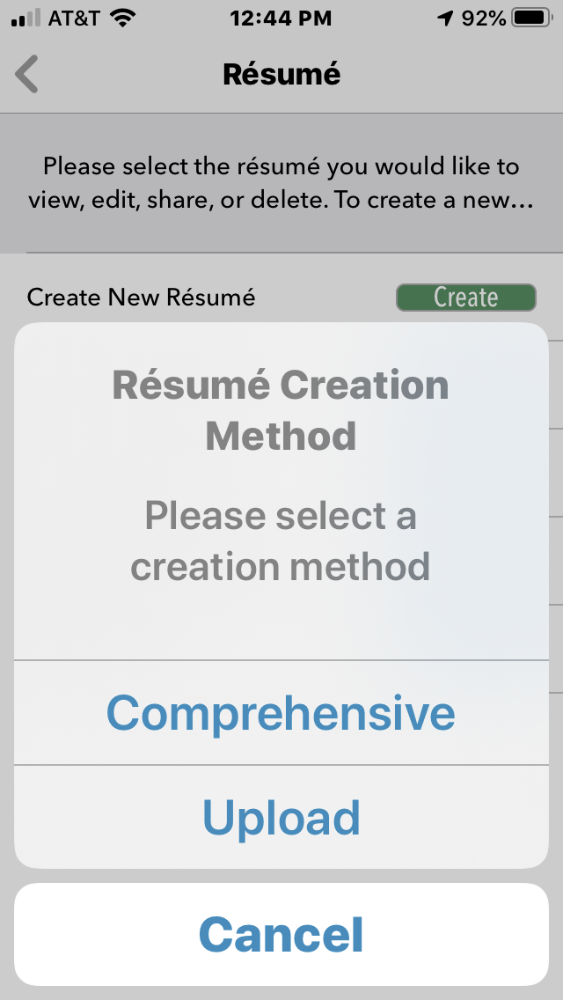 AT&T 12:44 PM 92%
Résumé
Please select the résumé you would like to
view, edit, share, or delete. To create a new...
Create New Résumé Create
Résumé Creation
Method
Please select a
creation method
Comprehensive
Upload
Cancel